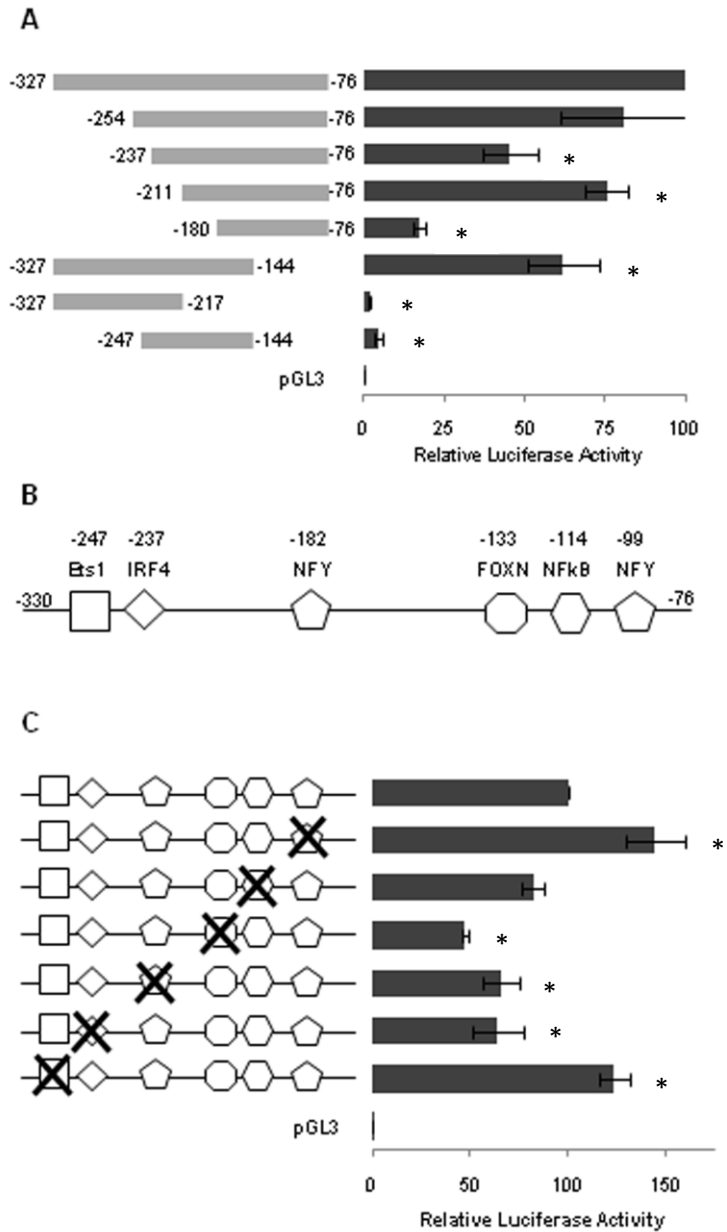 A
-327 -76
-254 -76
-237 -76 *
-211 -76 *
-180 -76 *
-327 -144 *
-327 -217 *
-247 -144 *
pGL3
0 25 50 75 100
Relative Luciferase Activity
B
-247 -237 -182 -133 -114 -99
Ets1 IRF4 NFY FOXN NFkB NFY
-330 -76
C
*
*
*
*
*
pGL3
0 50 100 150
Relative Luciferase Activity